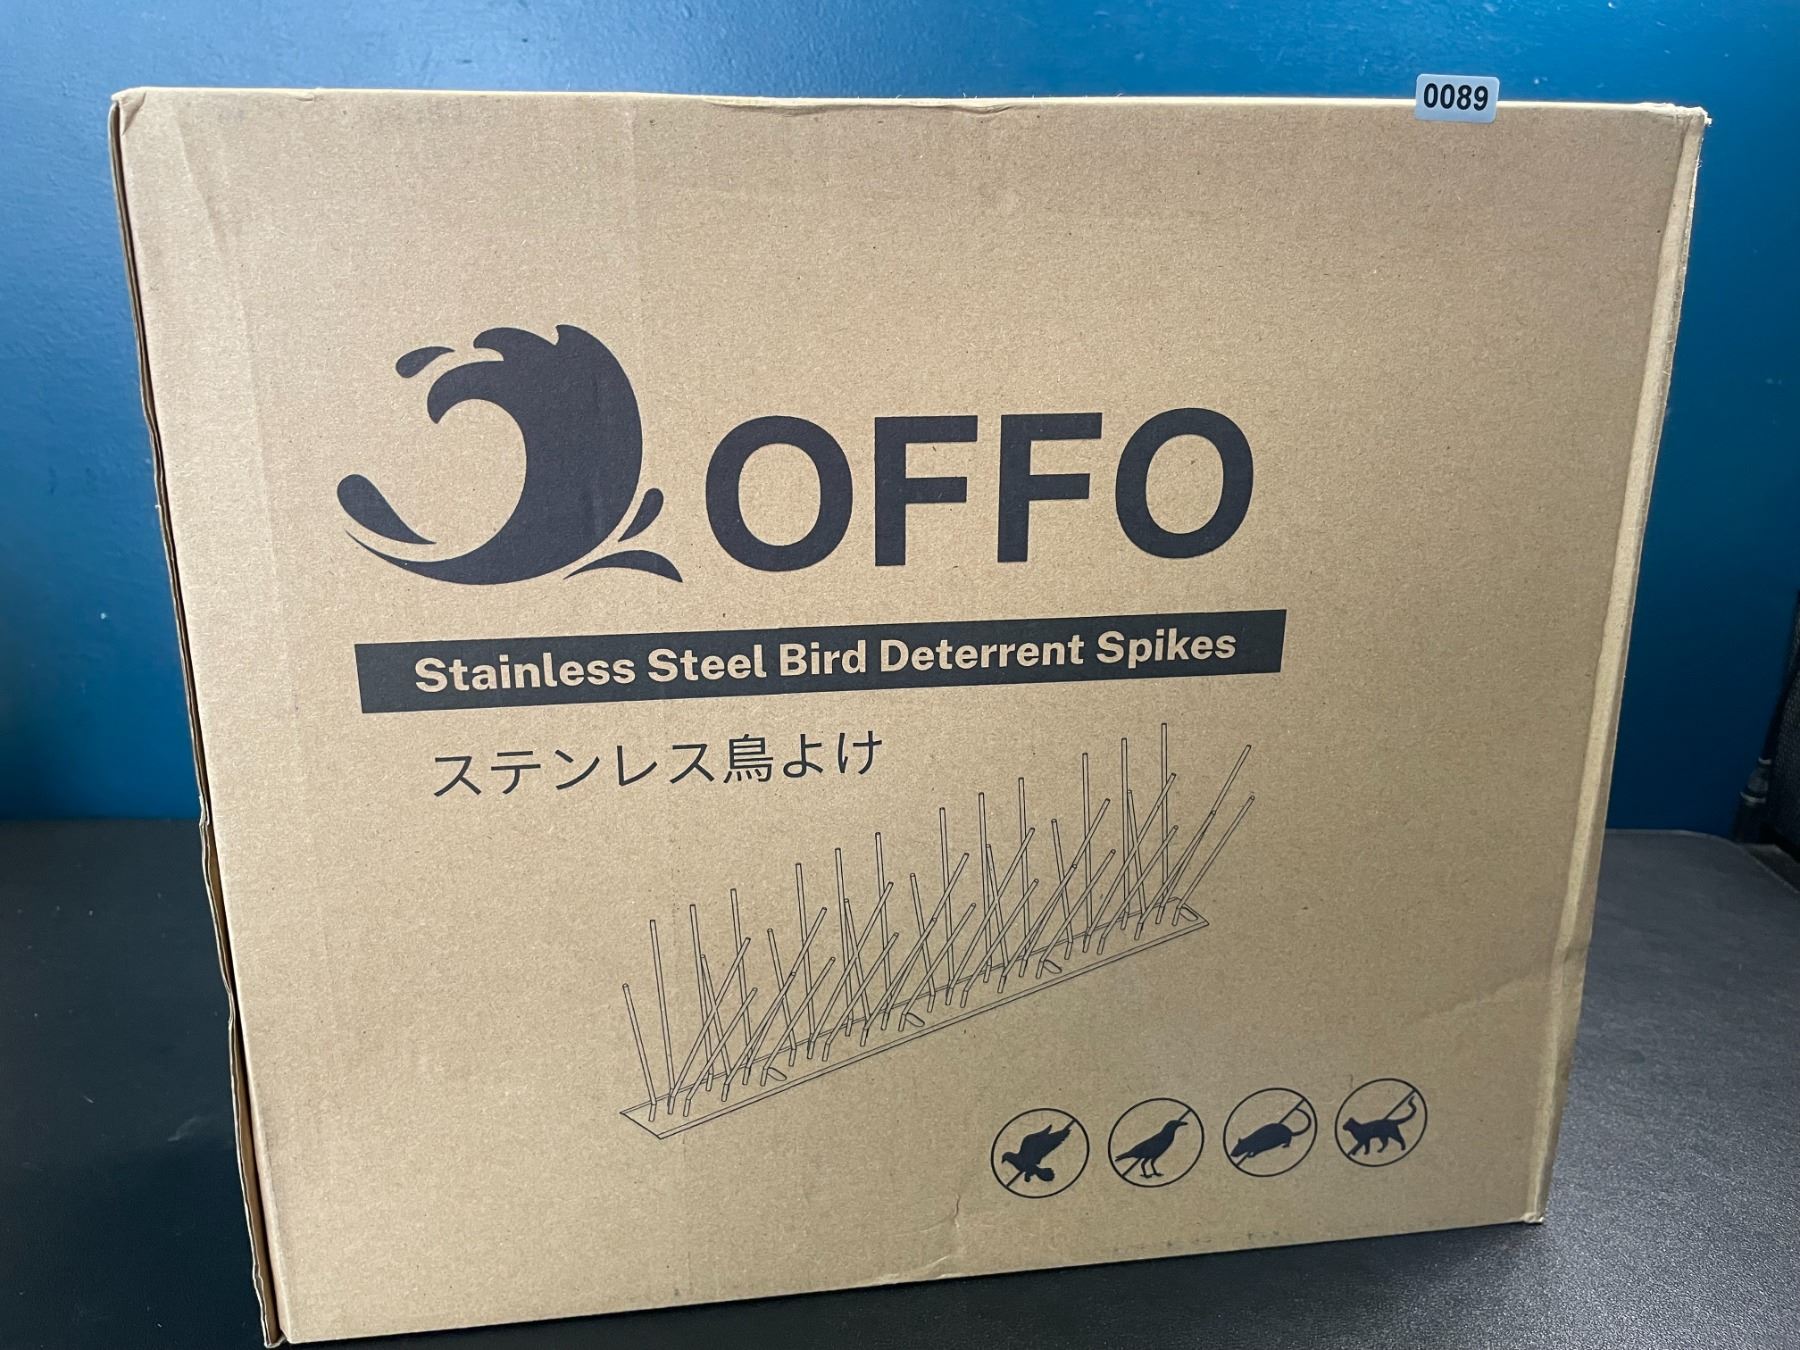 0089
OFFO
Stainless Steel Bird Deterrent Spikes
ステンレス鳥よけ